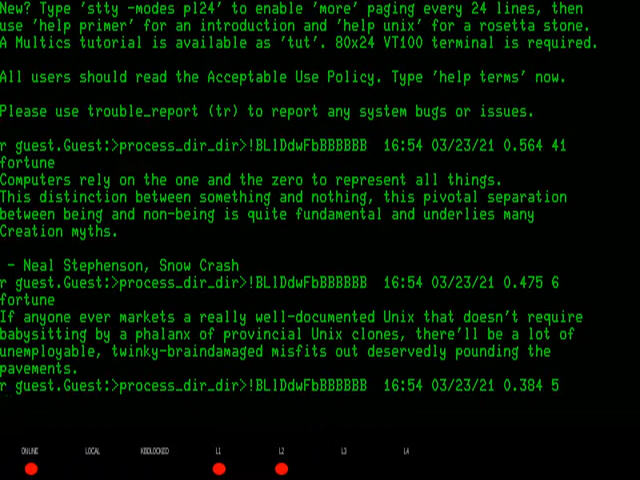 New? Type 'stty -modes pl24' to enable 'more' paging every 24 lines, then
use 'help primer' for an introduction and 'help unix' for a rosetta stone.
A Multics tutorial is available as 'tut'. 80x24 VT100 terminal is required.
All users should read the Acceptable Use Policy. Type 'help terms' now.
Please use trouble_report (tr) to report any system bugs or issues.
r guest.Guest:>process_dir_dir>!BLlDdwFbBBBBBB  16:54 03/23/21 0.564 41
fortune
Computers rely on the one and the zero to represent all things.
This distinction between something and nothing, this pivotal separation
between being and non-being is quite fundamental and underlies many
Creation myths.
- Neal Stephenson, Snow Crash
r guest.Guest:>process_dir_dir>!BLlDdwFbBBBBBB  16:54 03/23/21 0.475 6
fortune
If anyone ever markets a really well-documented Unix that doesn't require
babysitting by a phalanx of provincial Unix clones, there'll be a lot of
unemployable, twinky-braindamaged misfits out deservedly pounding the
pavements.
r guest.Guest:>process_dir_dir>!BLlDdwFbBBBBBB  16:54 03/23/21 0.384 5
ONLINE LOCAL KBDLOCKED L1 L2 L3 L4